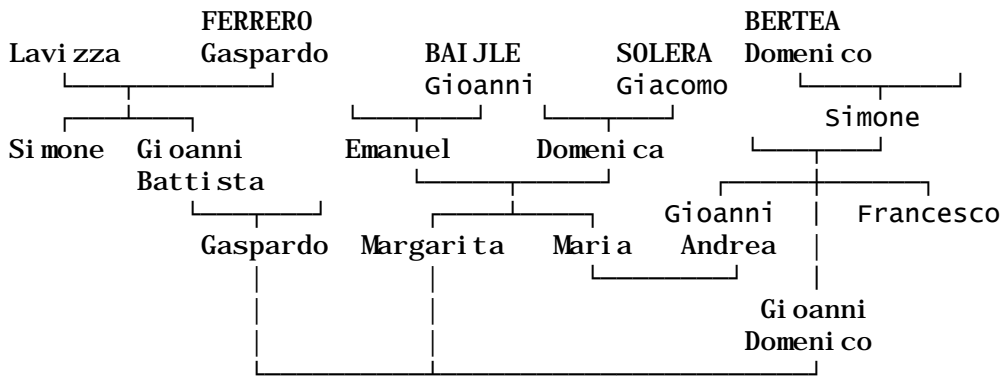 FERRERO BERTEA
Lavizza Gaspardo BAIJLE SOLERA Domenico
Gioanni Giacomo
Simone
Simone Gioanni Emanuel Domenica
Battista
Gioanni Francesco
Gaspardo Margarita Maria Andrea
Gioanni
Domenico